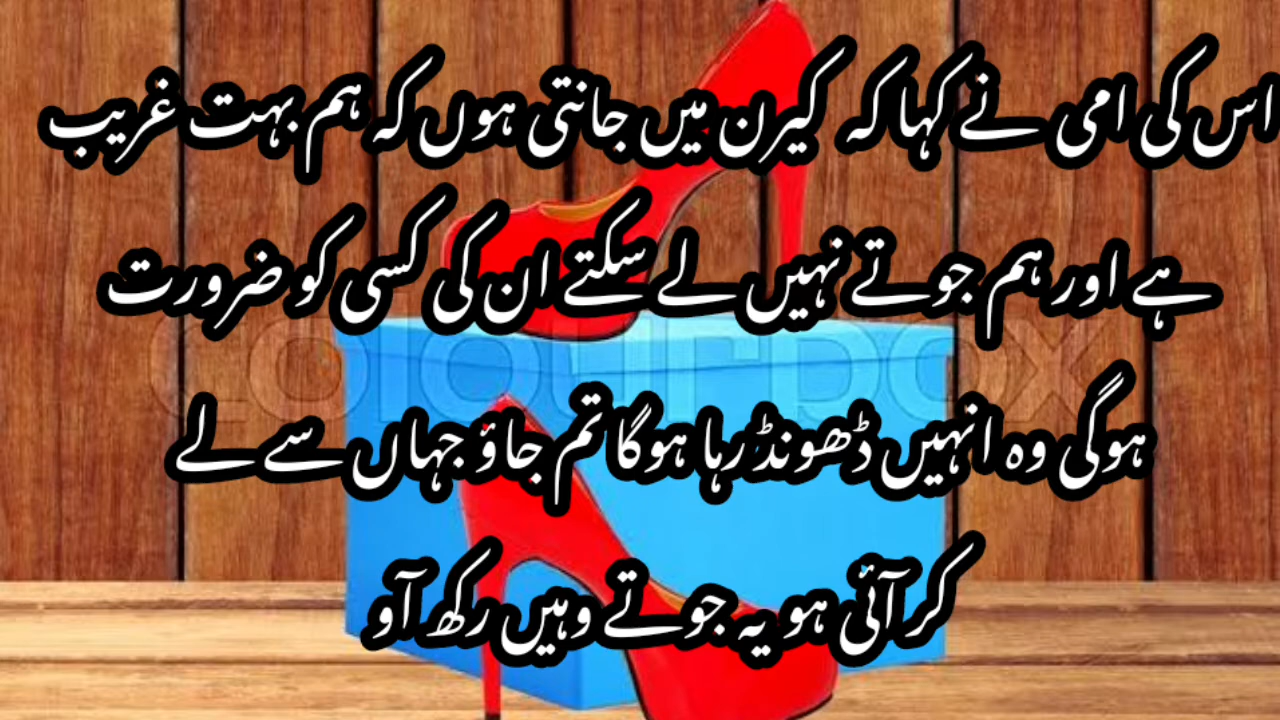 اس کی امی نے کہا کہ کیرن میں جانتی ہوں کہ ہم بہت غریب
ہے اور ہم جوتے نہیں لے سکتے ان کی کسی کو ضرورت
colourbox
ہوگی وہ انہیں ڈھونڈ رہا ہوگا تم جاؤ جہاں سے لے
کر آئی ہو یہ جوتے وہیں رکھ آو